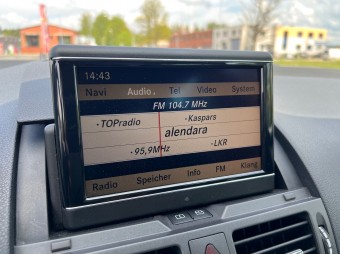 14:43
Navi Audio Tel Video System
FM 104.7 MHz
TOPradio Kaspars
alendara
95,9MHz LKR
Radio Speicher Info FM Klang